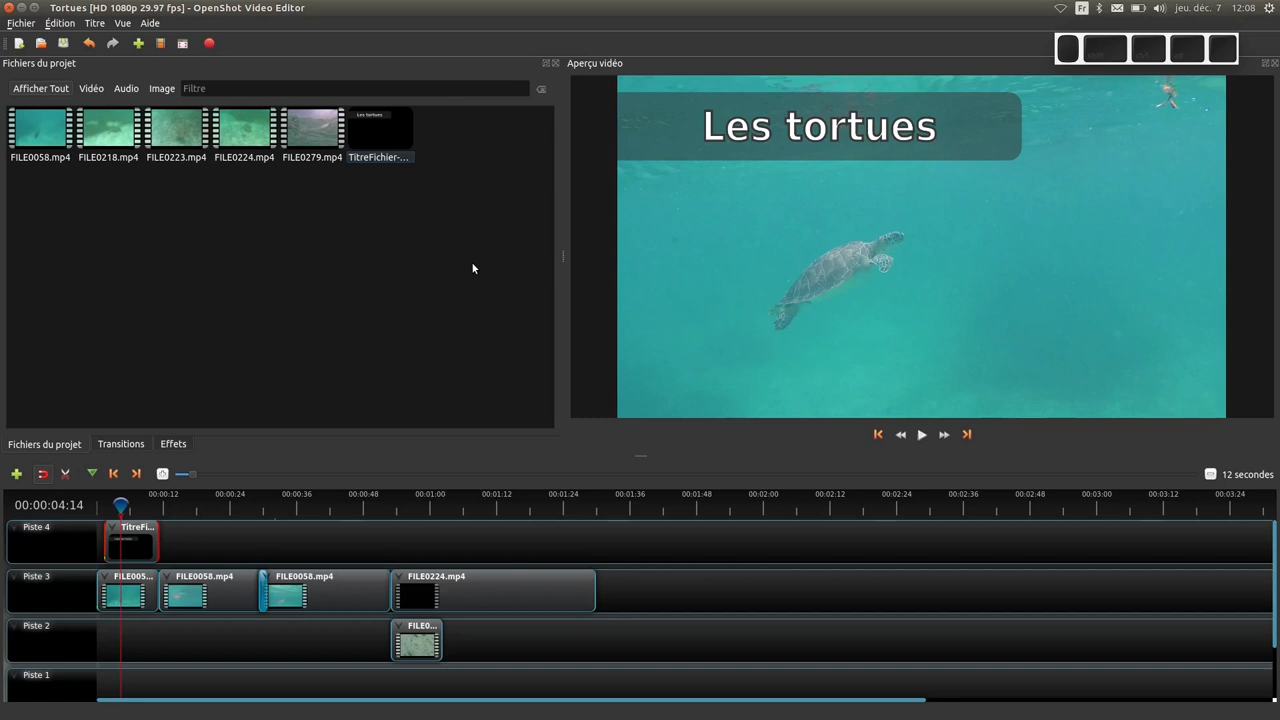 Tortues [HD 1080p 29.97 fps] - OpenShot Video Editor
Fr
jeu. déc. 7 12:08
Fichier Édition Titre Vue Aide
Fichiers du projet
Aperçu vidéo
Afficher Tout Vidéo Audio Image Filtre
Les tortues
FILE0058.mp4 FILE0218.mp4 FILE0223.mp4 FILE0224.mp4 FILE0279.mp4 TitreFichier-...
Les tortues
Fichiers du projet Transitions Effets
12 secondes
00:00:04:14
00:00:12 00:00:24 00:00:36 00:00:48 00:01:00 00:01:12 00:01:24 00:01:36 00:01:48 00:02:00 00:02:12 00:02:24 00:02:36 00:02:48 00:03:00 00:03:12 00:03:24
Piste 4 TitreFi...
Piste 3 FILE005... FILE0058.mp4 FILE0058.mp4 FILE0224.mp4
Piste 2 FILE0...
Piste 1